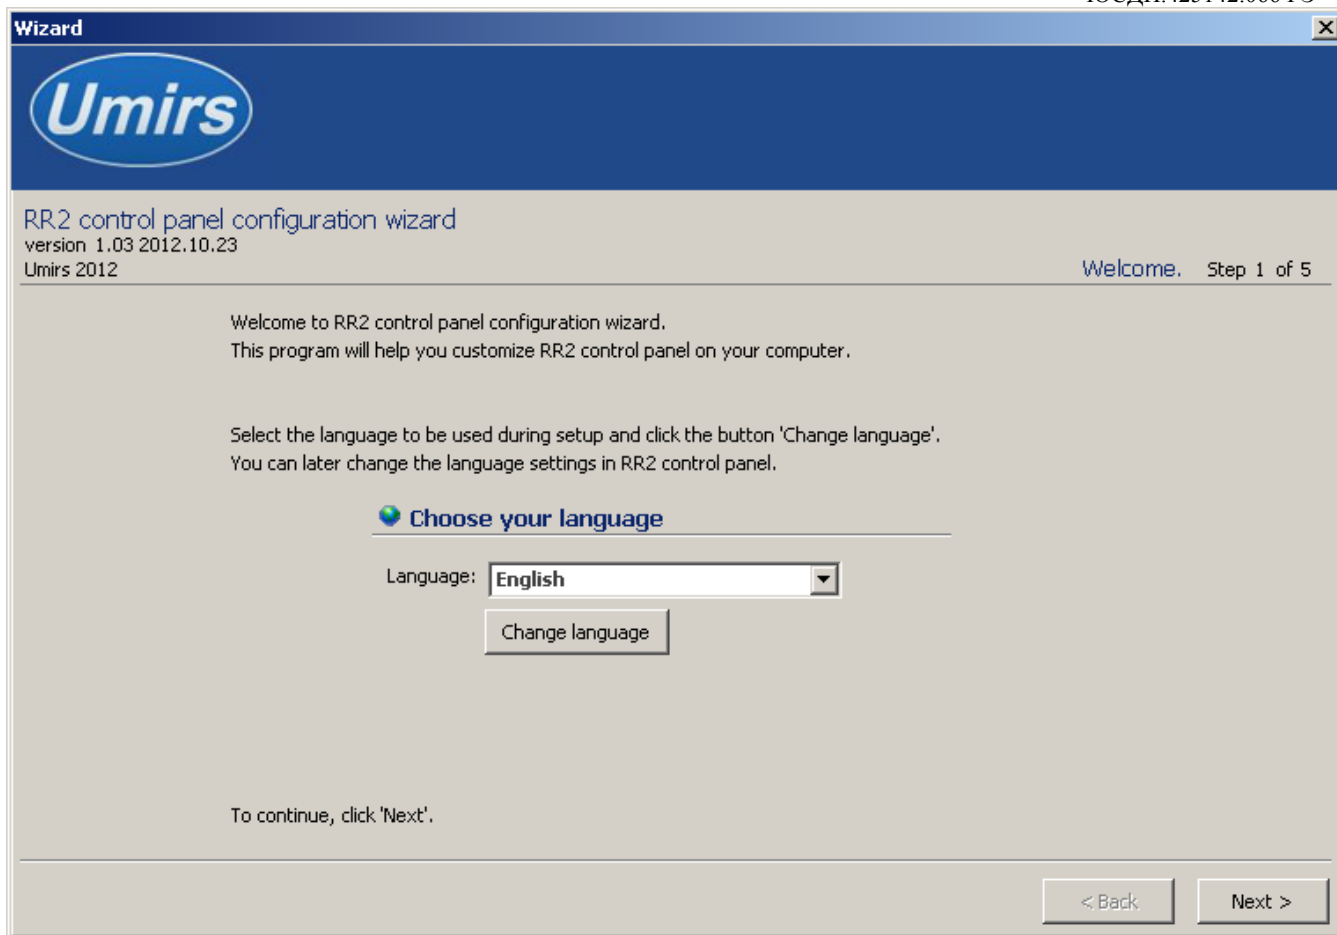 Wizard
Umirs
RR2 control panel configuration wizard
version 1.03 2012.10.23
Umirs 2012
Welcome. Step 1 of 5
Welcome to RR2 control panel configuration wizard.
This program will help you customize RR2 control panel on your computer.
Select the language to be used during setup and click the button 'Change language'.
You can later change the language settings in RR2 control panel.
Choose your language
Language: English
Change language
To continue, click 'Next'.
< Back Next >